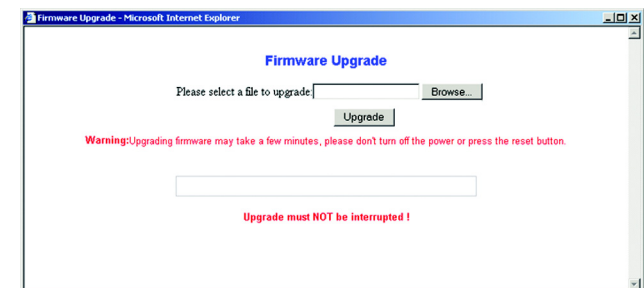 Firmware Upgrade - Microsoft Internet Explorer
Firmware Upgrade
Please select a file to upgrade: Browse...
Upgrade
Warning:Upgrading firmware may take a few minutes, please don't turn off the power or press the reset button.
Upgrade must NOT be interrupted !